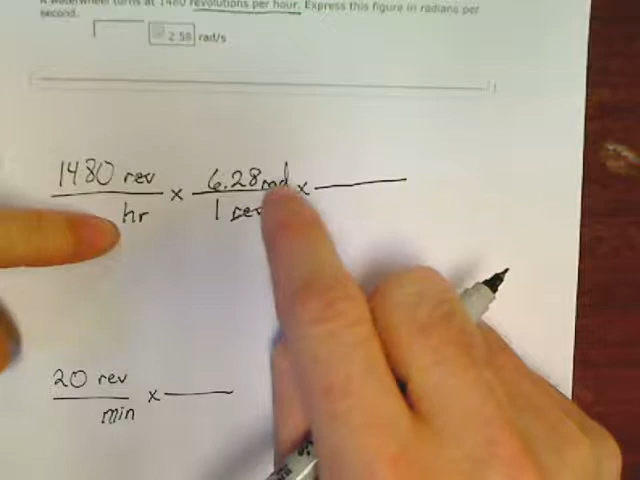 A waterwheel turns at 1480 revolutions per hour. Express this figure in radians per
second.
2.58 rad/s
1480 rev × 6.28 rad ×
hr 1 rev
20 rev ×
min